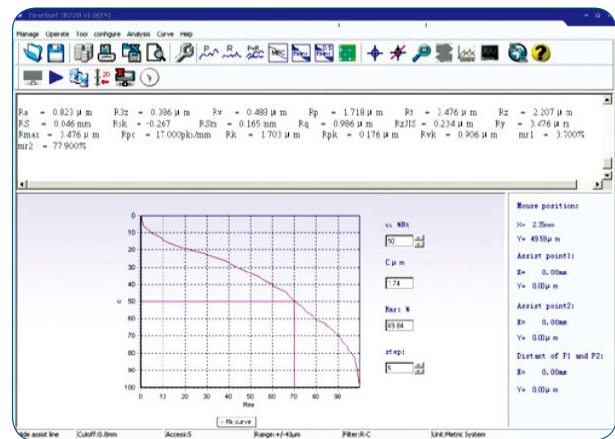 TimeSurf TR220 v1.0(EN)
Manage Operate Tool configure Analysis Curve Help
Ra = 0.823 μ m R3z = 0.396 μ m Rv = 0.489 μ m Rp = 1.718 μ m Rt = 3.476 μ m Rz = 2.207 μ m
RS = 0.046 mm Rsk = -0.267 RSm = 0.165 mm Rq = 0.986 μ m RzJIS = 0.234 μ m Ry = 3.476 μ m
Rmax = 3.476 μ m Rpc = 17.000pks/mm Rk = 1.703 μ m Rpk = 0.176 μ m Rvk = 0.906 μ m mr1 = 3.700%
mr2 = 77.900%
Mouse position:
X= 2.70mm
Y= 49.59μ m
Assist point1:
X= 0.00mm
Y= 0.00μ m
Assist point2:
X= 0.00mm
Y= 0.00μ m
Distant of P1 and P2:
X= 0.00mm
Y= 0.00μ m
0
10
20
30
40
50
60
70
80
90
100
c
0 10 20 30 40 50 60 70 80 90
Rmr
Rk curve
c: %Rt
50
C μ m
1.74
Rmr: %
69.84
step:
5
ide assist line Cutoff:0.8mm Access:5 Range:+/-40μm Filter:R-C Unit:Metric System